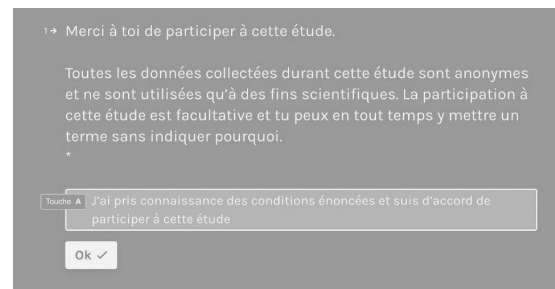 1→ Merci à toi de participer à cette étude.
Toutes les données collectées durant cette étude sont anonymes
et ne sont utilisées qu'à des fins scientifiques. La participation à
cette étude est facultative et tu peux en tout temps y mettre un
terme sans indiquer pourquoi.
*
Touche A J'ai pris connaissance des conditions énoncées et suis d'accord de
participer à cette étude
Ok ✓